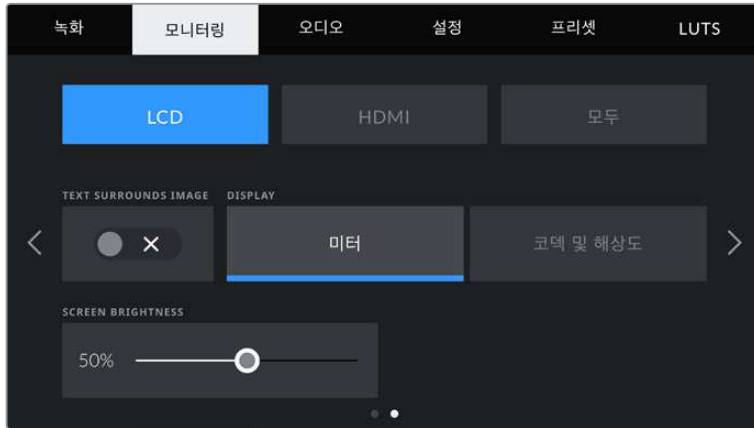 녹화 모니터링 오디오 설정 프리셋 LUTS
LCD HDMI 모두
TEXT SURROUNDS IMAGE DISPLAY
미터 코덱 및 해상도
SCREEN BRIGHTNESS
50%